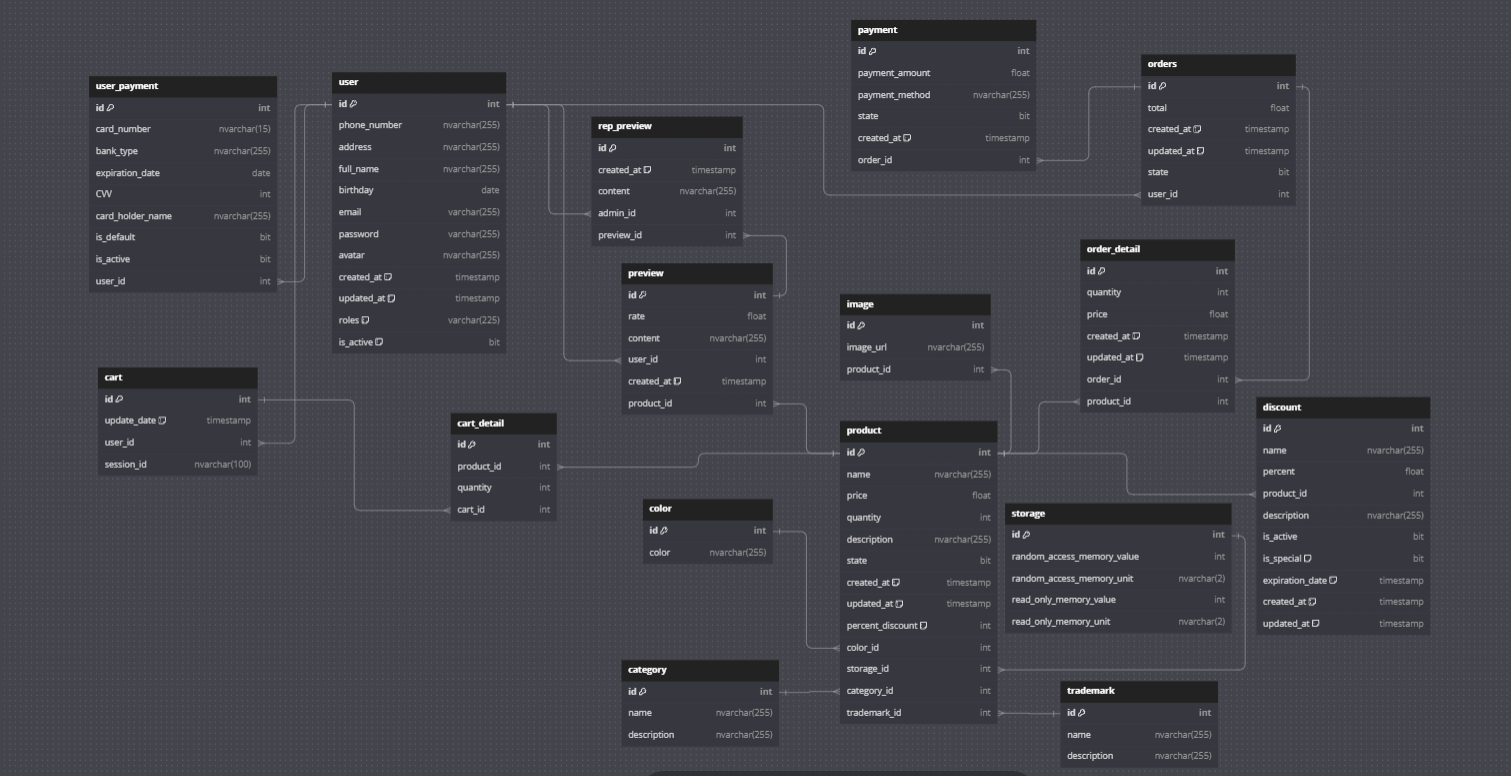 payment
id int
payment_amount float
payment_method nvarchar(255)
state bit
created_at timestamp
order_id int
orders
id int
total float
created_at timestamp
updated_at timestamp
state bit
user_id int
user_payment
id int
card_number nvarchar(15)
bank_type nvarchar(255)
expiration_date date
CVV int
card_holder_name nvarchar(255)
is_default bit
is_active bit
user_id int
user
id int
phone_number nvarchar(255)
address nvarchar(255)
full_name nvarchar(255)
birthday date
email varchar(255)
password varchar(255)
avatar nvarchar(255)
created_at timestamp
updated_at timestamp
roles varchar(225)
is_active bit
rep_preview
id int
created_at timestamp
content nvarchar(255)
admin_id int
preview_id int
preview
id int
rate float
content nvarchar(255)
user_id int
created_at timestamp
product_id int
image
id int
image_url nvarchar(255)
product_id int
order_detail
id int
quantity int
price float
created_at timestamp
updated_at timestamp
order_id int
product_id int
cart
id int
update_date timestamp
user_id int
session_id nvarchar(100)
cart_detail
id int
product_id int
quantity int
cart_id int
product
id int
name nvarchar(255)
price float
quantity int
description nvarchar(255)
state bit
created_at timestamp
updated_at timestamp
percent_discount int
color_id int
storage_id int
category_id int
trademark_id int
discount
id int
name nvarchar(255)
percent float
product_id int
description nvarchar(255)
is_active bit
is_special bit
expiration_date timestamp
created_at timestamp
updated_at timestamp
color
id int
color nvarchar(255)
storage
id int
random_access_memory_value int
random_access_memory_unit nvarchar(2)
read_only_memory_value int
read_only_memory_unit nvarchar(2)
category
id int
name nvarchar(255)
description nvarchar(255)
trademark
id int
name nvarchar(255)
description nvarchar(255)